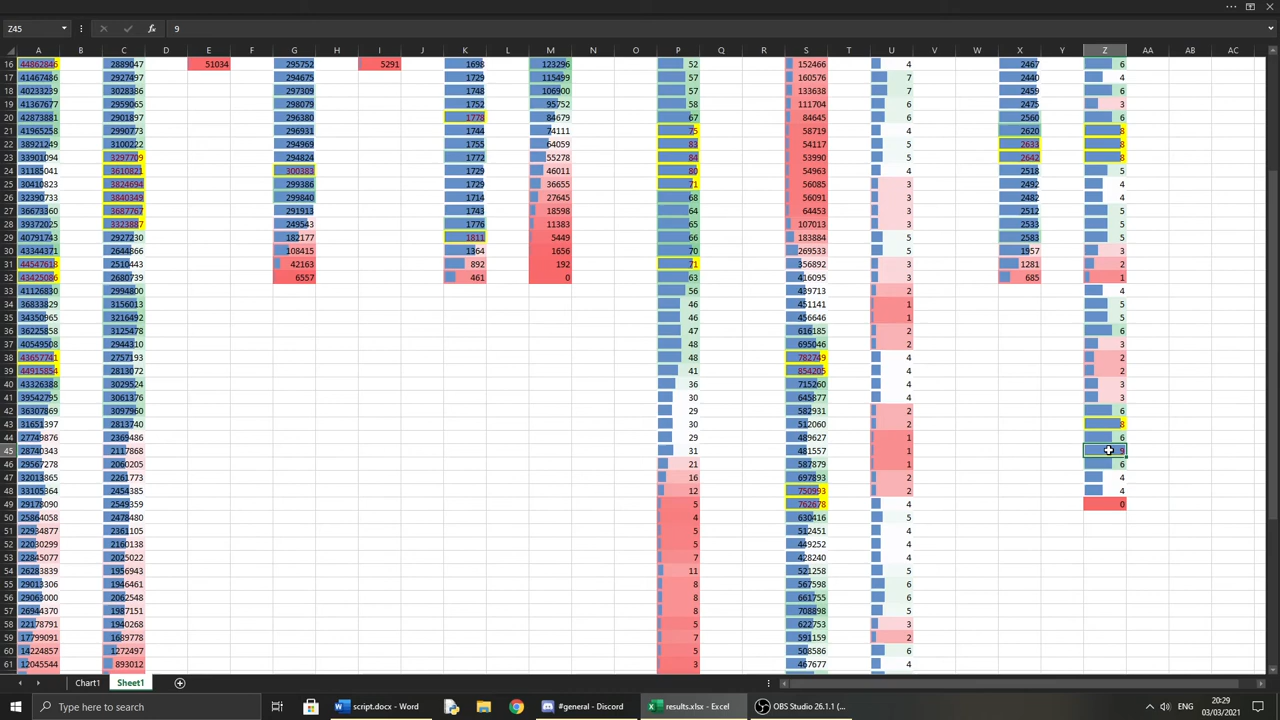 Z45 9
A B C D E F G H I J K L M N O P Q R S T U V W X Y Z AA AB AC
16 44862846 2889047 51034 295752 5291 1698 123296 52 152466 4 2467 6
17 41467486 2927497 294675 1729 115499 57 160576 7 2440 4
18 40233239 3028386 297309 1748 106900 57 133638 7 2459 6
19 41367677 2959065 298079 1752 95752 58 111704 6 2475 3
20 42873881 2901897 296380 1778 84679 67 84645 6 2560 6
21 41965258 2990773 296931 1744 74111 75 58719 4 2620 8
22 38921249 3100222 294969 1755 64059 83 54117 5 2633 8
23 33901094 3297709 294824 1772 55278 84 53990 5 2642 8
24 31185041 3610821 300383 1729 46011 80 54963 4 2518 5
25 30410823 3824694 299386 1729 36655 71 56085 3 2492 4
26 32390733 3840349 299840 1714 27645 68 56091 3 2482 4
27 36673360 3687767 291913 1743 18598 64 64453 3 2512 5
28 39372025 3323887 249543 1776 11383 70 107013 3 2533 5
29 40791743 2927230 182177 1811 5449 66 183884 5 2583 5
30 43344371 2644866 108415 1364 1656 70 269533 5 1957 3
31 44547618 2510443 42163 892 192 71 356892 3 1281 2
32 43425086 2680739 6557 461 0 63 416095 3 685 1
33 41126830 2994800 56 439713 2 4
34 36833829 3156013 46 451141 1 5
35 34350965 3216492 46 456646 1 5
36 36225858 3125478 47 616185 2 6
37 40549508 2944310 48 695046 2 3
38 43657741 2757193 48 782749 4 2
39 44915854 2813072 41 854205 4 2
40 43326388 3029524 36 715260 4 3
41 39542795 3061376 30 645877 4 3
42 36307869 3097960 29 582931 2 6
43 31651397 2813740 30 512060 2 8
44 27749876 2369486 29 489627 1 6
45 28740343 2117868 31 481557 1 9
46 29567278 2060205 21 587879 1 6
47 32013865 2261773 16 697893 2 4
48 33105364 2454385 12 750993 2 4
49 29178090 2549359 5 762678 4 0
50 25864058 2478480 4 630416 5
51 22934877 2361105 5 512451 4
52 22030299 2160138 5 449252 4
53 22845077 2025022 7 428240 4
54 26283839 1956943 11 521258 5
55 29013306 1946461 8 567598 6
56 29063000 2062548 8 661755 6
57 26944370 1987151 8 708898 5
58 22178791 1940268 5 622753 3
59 17799091 1689778 7 591159 2
60 14224857 1272497 5 508586 6
61 12045544 893012 3 467677 4
Chart1 Sheet1
Type here to search script.docx - Word #general - Discord results.xlsx - Excel OBS Studio 26.1.1 (... ENG 20:29
03/03/2021